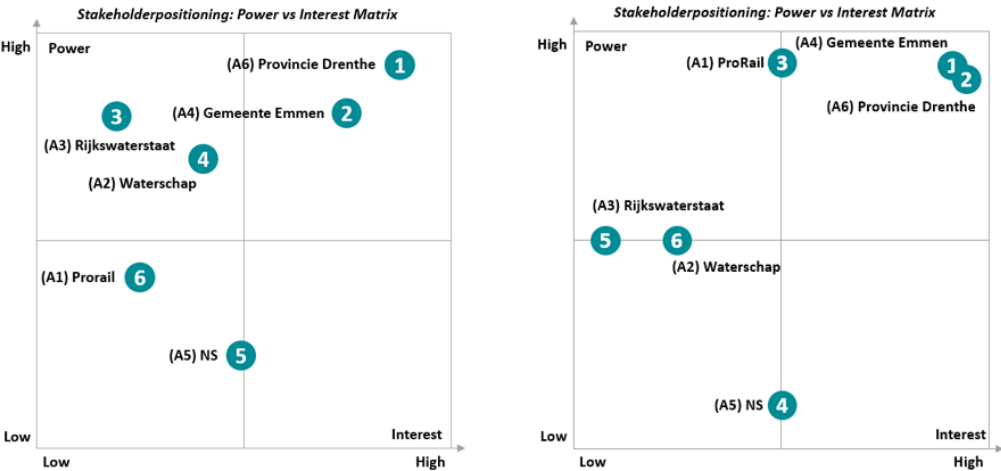 Stakeholderpositioning: Power vs Interest Matrix
High
Power
(A6) Provincie Drenthe 1
3
(A4) Gemeente Emmen 2
(A3) Rijkswaterstaat
4
(A2) Waterschap
(A1) Prorail 6
(A5) NS 5
Low
Interest
Low
High
Stakeholderpositioning: Power vs Interest Matrix
High
Power
(A4) Gemeente Emmen
(A1) ProRail 3
1
2
(A6) Provincie Drenthe
(A3) Rijkswaterstaat
5
6
(A2) Waterschap
(A5) NS 4
Low
Interest
Low
High